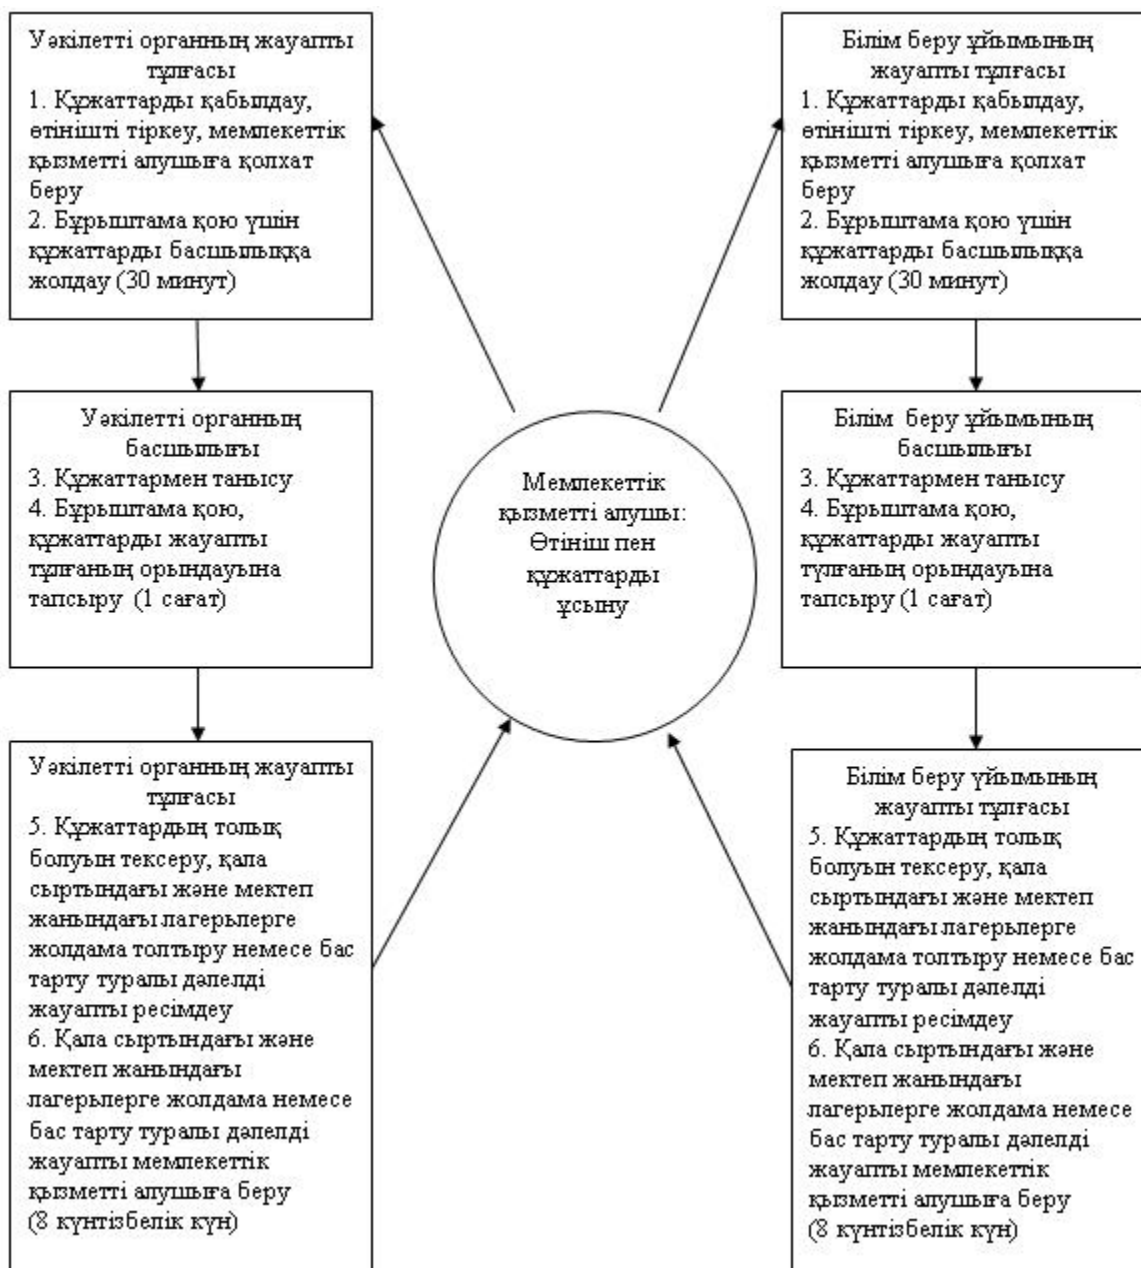 Уәкілетті органның жауапты
тұлғасы
1. Құжаттарды қабылдау,
өтінішті тіркеу, мемлекеттік
қызметті алушыға қолхат
беру
2. Бұрыштама қою үшін
құжаттарды басшылыққа
жолдау (30 минут)
Уәкілетті органның
басшылығы
3. Құжаттармен танысу
4. Бұрыштама қою,
құжаттарды жауапты
тұлғаның орындауына
тапсыру (1 сағат)
Уәкілетті органның жауапты
тұлғасы
5. Құжаттардың толық
болуын тексеру, қала
сыртындағы және мектеп
жанындағы лагерьлерге
жолдама толтыру немесе бас
тарту туралы дәлелді
жауапты ресімдеу
6. Қала сыртындағы және
мектеп жанындағы
лагерьлерге жолдама немесе
бас тарту туралы дәлелді
жауапты мемлекеттік
қызметті алушыға беру
(8 күнтізбелік күн)
Мемлекеттік
қызметті алушы:
Өтініш пен
құжаттарды
ұсыну
Білім беру ұйымының
жауапты тұлғасы
1. Құжаттарды қабылдау,
өтінішті тіркеу, мемлекеттік
қызметті алушыға қолхат
беру
2. Бұрыштама қою үшін
құжаттарды басшылыққа
жолдау (30 минут)
Білім беру ұйымының
басшылығы
3. Құжаттармен танысу
4. Бұрыштама қою,
құжаттарды жауапты
түлғаның орындауына
тапсыру (1 сағат)
Білім беру үйымының
жауапты тұлғасы
5. Құжаттардың толық
болуын тексеру, қала
сыртындағы және мектеп
жанындағы лагерьлерге
жолдама толтыру немесе бас
тарту туралы дәлелді
жауапты ресімдеу
6. Қала сыртындағы және
мектеп жанындағы
лагерьлерге жолдама немесе
бас тарту туралы дәлелді
жауапты мемлекеттік
қызметті алушыға беру
(8 күнтізбелік күн)